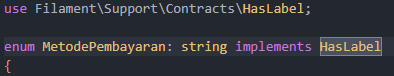 use Filament\Support\Contracts\HasLabel;
enum MetodePembayaran: string implements HasLabel
{